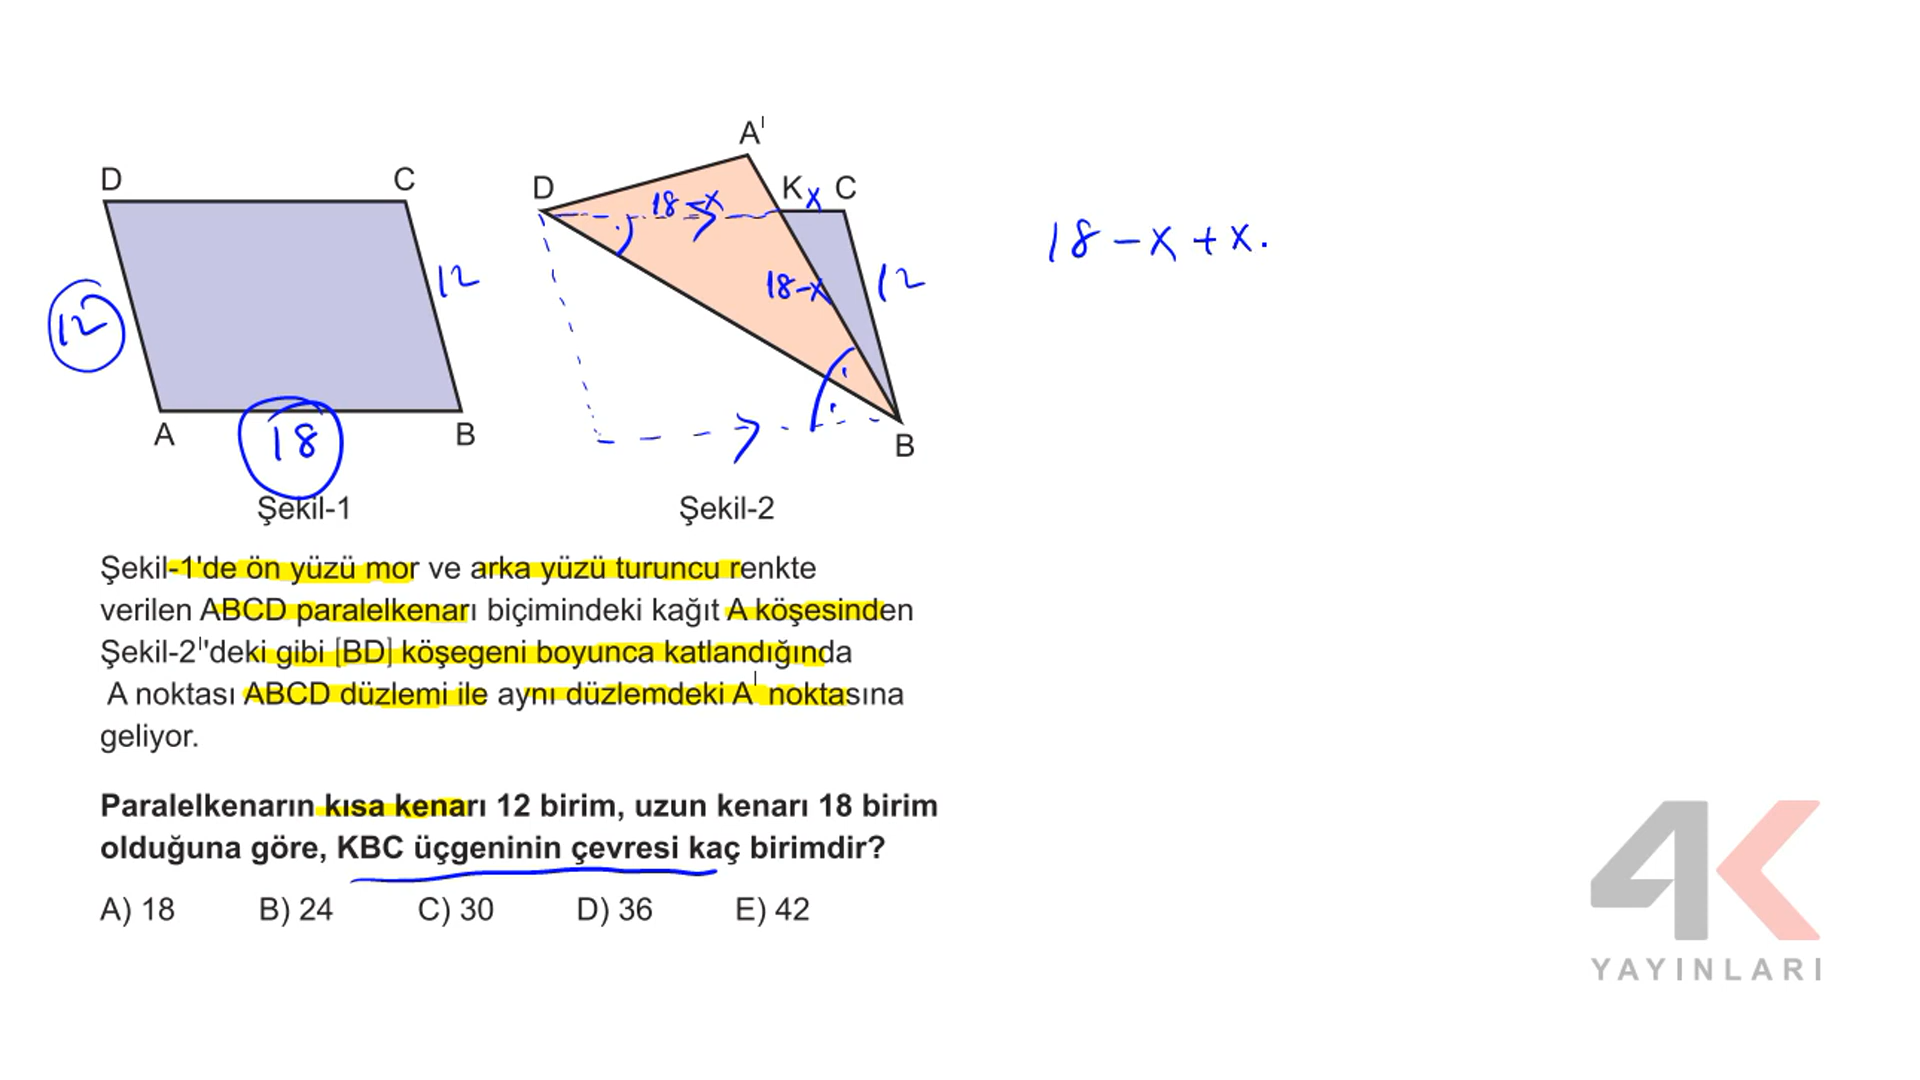 D C
12
12
A 18 B
Şekil-1
A'
D K x C
18-x
18-x
12
B
Şekil-2
18-x+x.
Şekil-1'de ön yüzü mor ve arka yüzü turuncu renkte
verilen ABCD paralelkenarı biçimindeki kağıt A köşesinden
Şekil-2''deki gibi [BD] köşegeni boyunca katlandığında
A noktası ABCD düzlemi ile aynı düzlemdeki A' noktasına
geliyor.
Paralelkenarın kısa kenarı 12 birim, uzun kenarı 18 birim
olduğuna göre, KBC üçgeninin çevresi kaç birimdir?
A) 18 B) 24 C) 30 D) 36 E) 42
4K
YAYINLARI